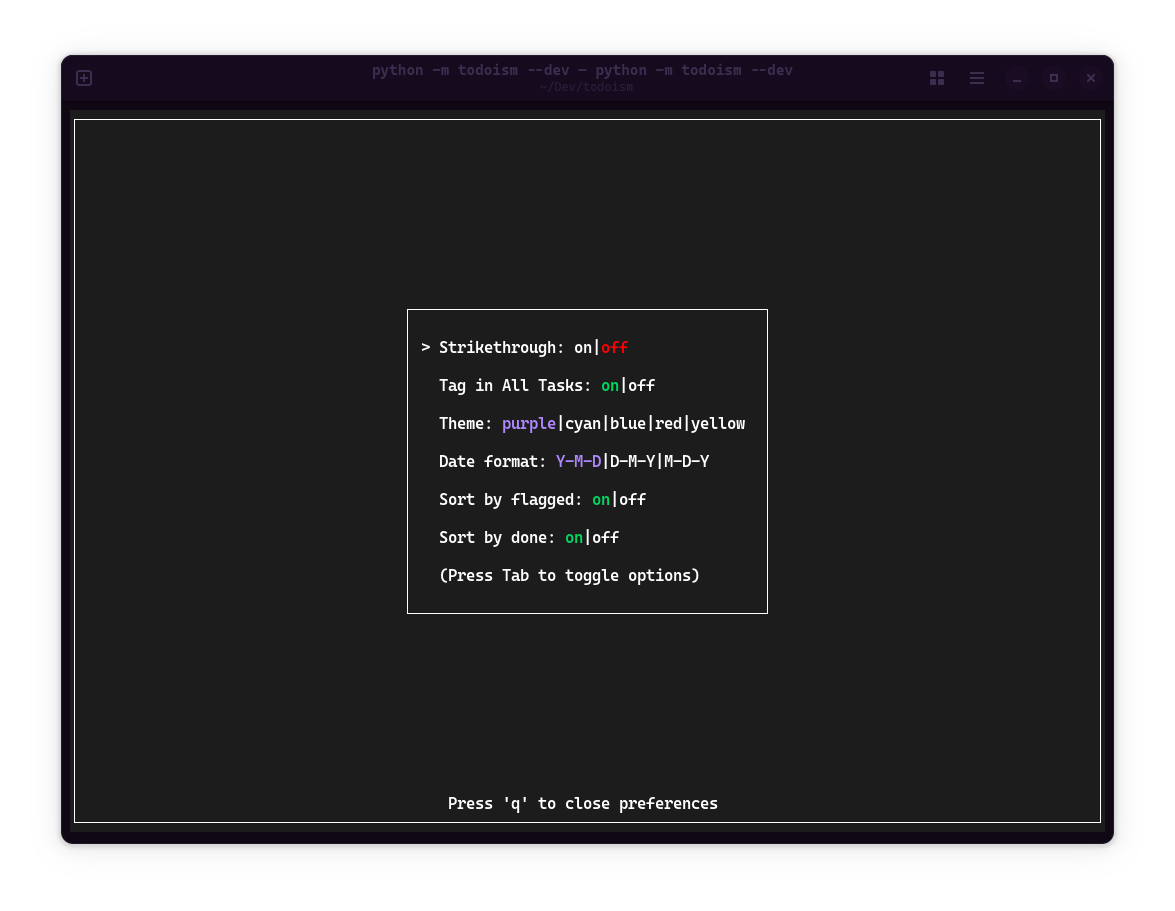 python -m todoism --dev — python -m todoism --dev
~/Dev/todoism
> Strikethrough: on|off
Tag in All Tasks: on|off
Theme: purple|cyan|blue|red|yellow
Date format: Y-M-D|D-M-Y|M-D-Y
Sort by flagged: on|off
Sort by done: on|off
(Press Tab to toggle options)
Press 'q' to close preferences